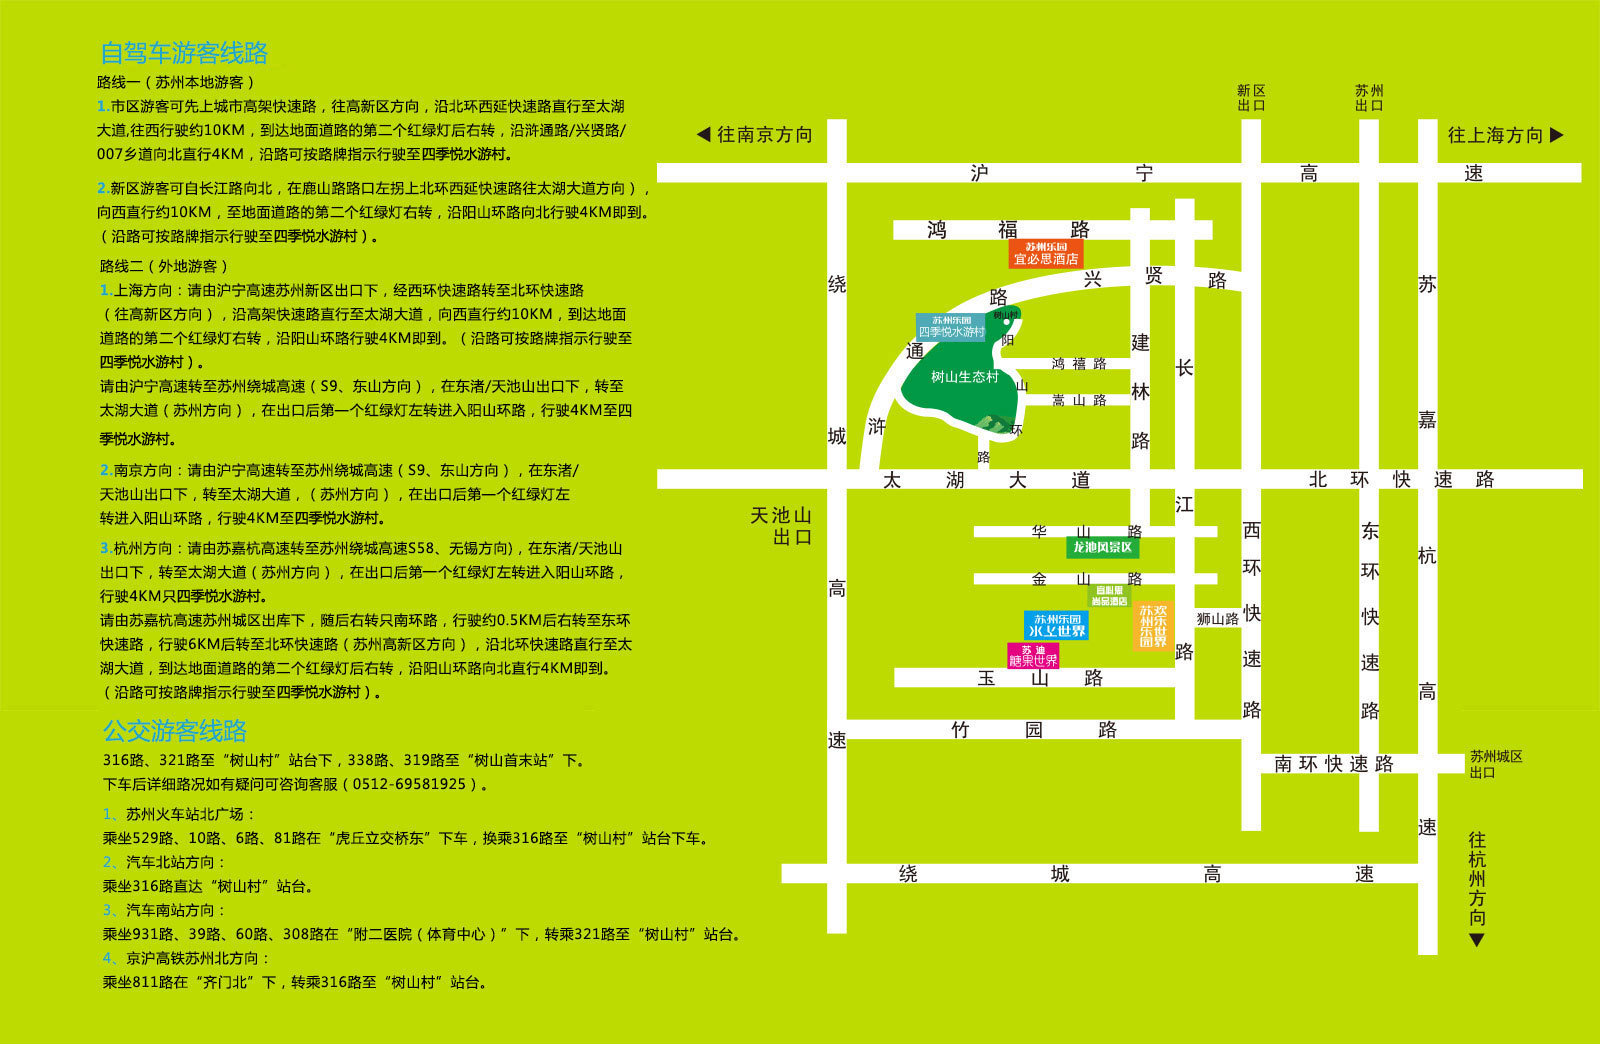 自驾车游客线路
路线一（苏州本地游客）
1.市区游客可先上城市高架快速路，往高新区方向，沿北环西延快速路直行至太湖
大道,往西行驶约10KM，到达地面道路的第二个红绿灯后右转，沿浒通路/兴贤路/
007乡道向北直行4KM，沿路可按路牌指示行驶至四季悦水游村。
2.新区游客可自长江路向北，在鹿山路路口左拐上北环西延快速路往太湖大道方向），
向西直行约10KM，至地面道路的第二个红绿灯右转，沿阳山环路向北行驶4KM即到。
（沿路可按路牌指示行驶至四季悦水游村）。
路线二（外地游客）
1.上海方向：请由沪宁高速苏州新区出口下，经西环快速路转至北环快速路
（往高新区方向），沿高架快速路直行至太湖大道，向西直行约10KM，到达地面
道路的第二个红绿灯右转，沿阳山环路行驶4KM即到。（沿路可按路牌指示行驶至
四季悦水游村）。
请由沪宁高速转至苏州绕城高速（S9、东山方向），在东渚/天池山出口下，转至
太湖大道（苏州方向），在出口后第一个红绿灯左转进入阳山环路，行驶4KM至四
季悦水游村。
2.南京方向：请由沪宁高速转至苏州绕城高速（S9、东山方向），在东渚/
天池山出口下，转至太湖大道，（苏州方向），在出口后第一个红绿灯左
转进入阳山环路，行驶4KM至四季悦水游村。
3.杭州方向：请由苏嘉杭高速转至苏州绕城高速S58、无锡方向)，在东渚/天池山
出口下，转至太湖大道（苏州方向），在出口后第一个红绿灯左转进入阳山环路，
行驶4KM只四季悦水游村。
请由苏嘉杭高速苏州城区出库下，随后右转只南环路，行驶约0.5KM后右转至东环
快速路，行驶6KM后转至北环快速路（苏州高新区方向），沿北环快速路直行至太
湖大道，到达地面道路的第二个红绿灯后右转，沿阳山环路向北直行4KM即到。
（沿路可按路牌指示行驶至四季悦水游村）。
公交游客线路
316路、321路至“树山村”站台下，338路、319路至“树山首末站”下。
下车后详细路况如有疑问可咨询客服（0512-69581925）。
1、苏州火车站北广场：
乘坐529路、10路、6路、81路在“虎丘立交桥东”下车，换乘316路至“树山村”站台下车。
2、汽车北站方向：
乘坐316路直达“树山村”站台。
3、汽车南站方向：
乘坐931路、39路、60路、308路在“附二医院（体育中心）”下，转乘321路至“树山村”站台。
4、京沪高铁苏州北方向：
乘坐811路在“齐门北”下，转乘316路至“树山村”站台。
新区
出口
苏州
出口
往南京方向
往上海方向
沪宁高速
鸿福路
苏州乐园
宜必思酒店
兴贤路
浒通路
树山村
苏州乐园
四季悦水游村
树山生态村
阳山环路
鸿禧路
嵩山路
建林路
长江路
绕城高速
苏嘉杭高速
太湖大道
北环快速路
天池山
出口
华山路
龙池风景区
金山路
宜必思
尚品酒店
苏州乐园
水上世界
苏州乐园
欢乐世界
苏迪
糖果世界
狮山路
玉山路
竹园路
西环快速路
东环快速路
南环快速路
苏州城区
出口
绕城高速
往杭州方向